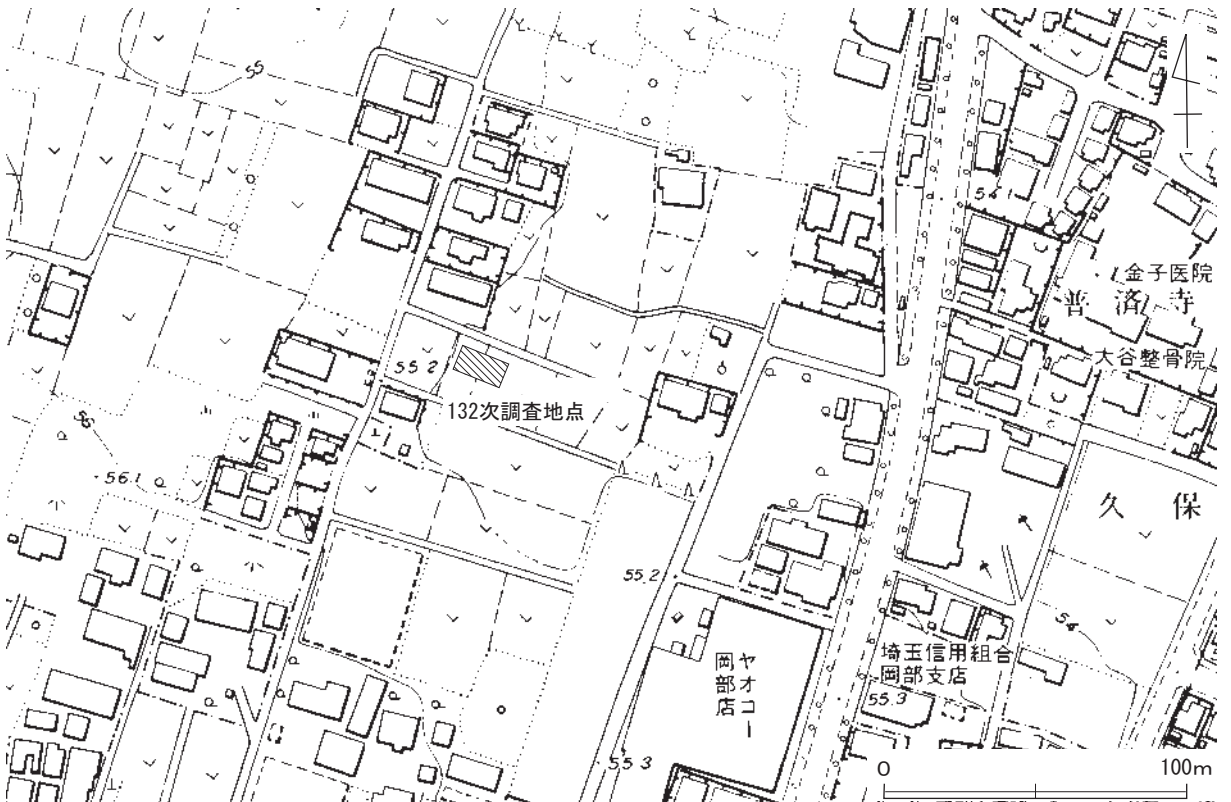 55
54.1
金子医院
普済寺
大谷整骨院
55.2
132次調査地点
55
56.1
久保
55.2
54
埼玉信用組合
岡部支店
ヤオコー
岡部店
55.3
55.3
0
100m